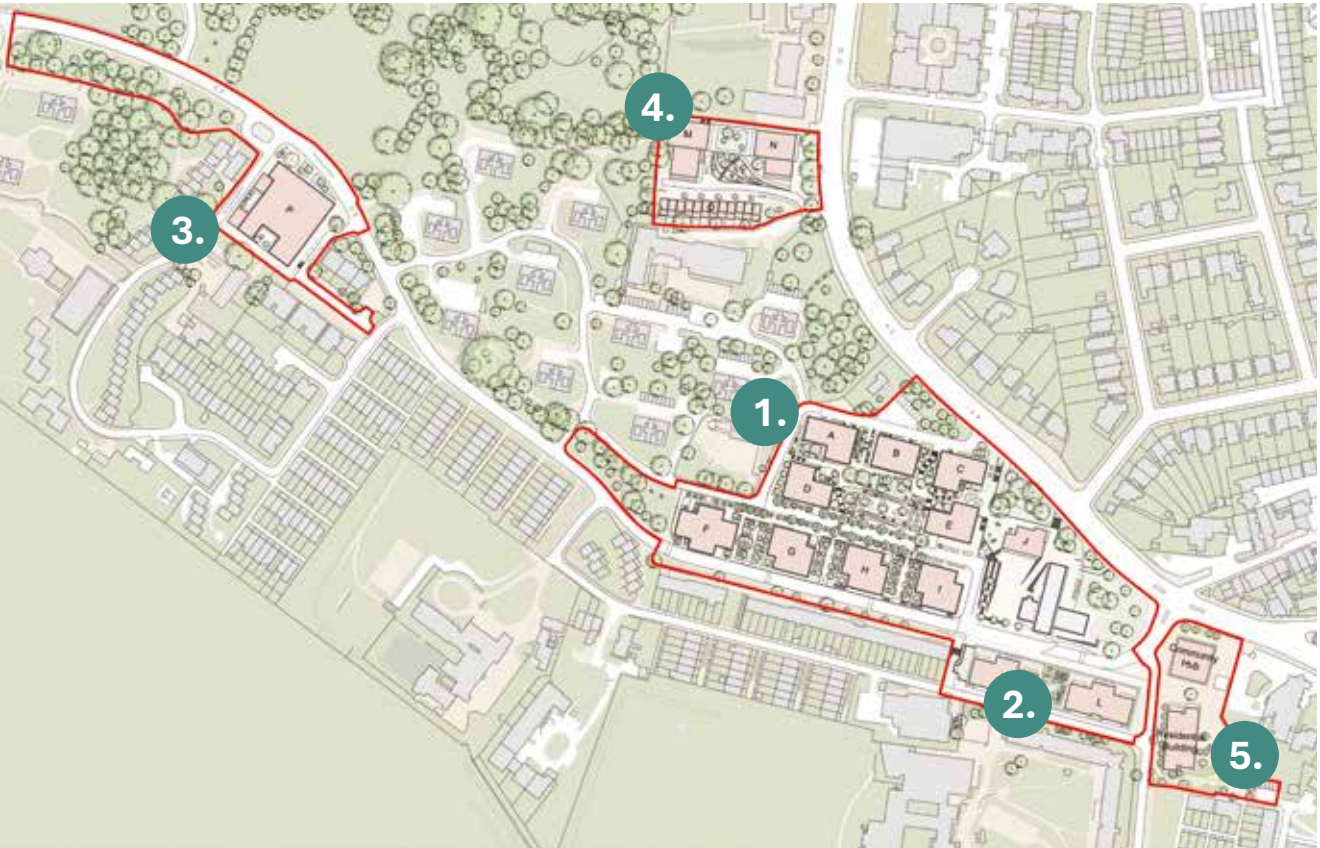 4.
M
N
3.
P
1.
A
B
C
D
E
F
G
H
I
J
Community
Hub
2.
L
Residential
Building
5.